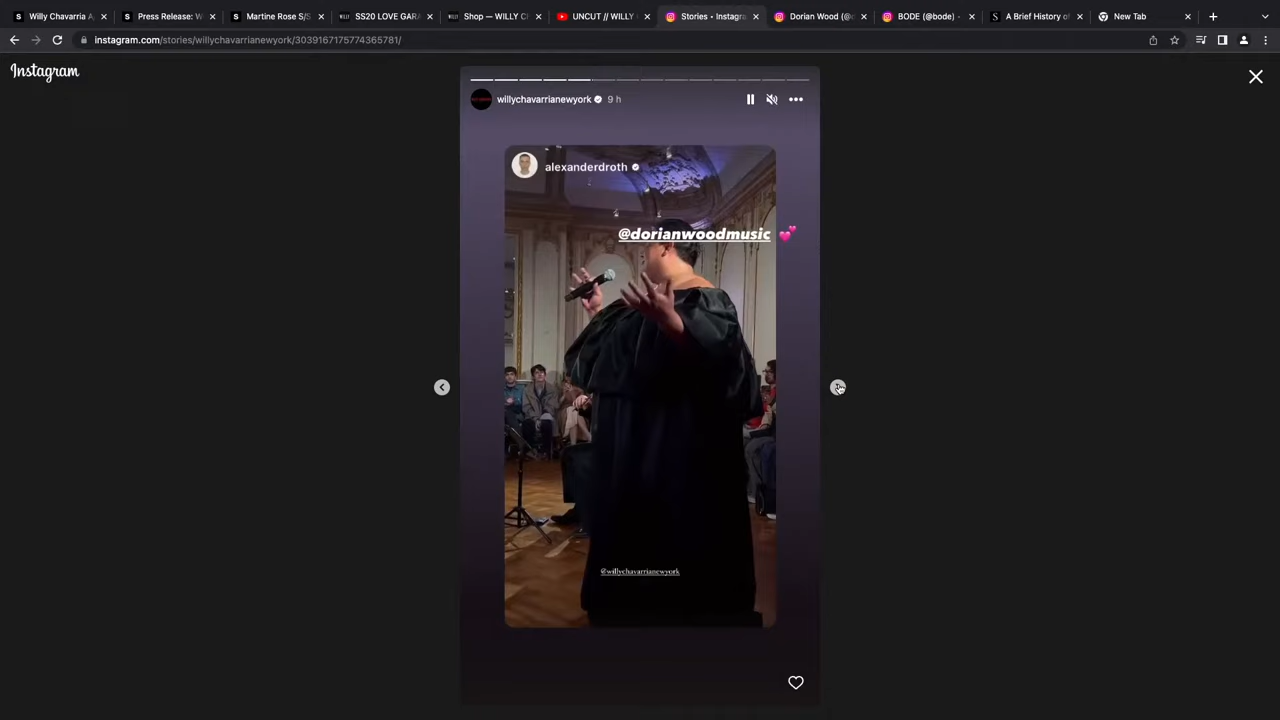 Willy Chavarria A
Press Release: W
Martine Rose S/S
SS20 LOVE GARA
Shop — WILLY C
UNCUT // WILLY
Stories • Instagra
Dorian Wood (@
BODE (@bode) -
A Brief History of
New Tab
instagram.com/stories/willychavarrianewyork/3039167175774365781/
Instagram
willychavarrianewyork 9 h
alexanderdroth
@dorianwoodmusic 💕
@willychavarrianewyork